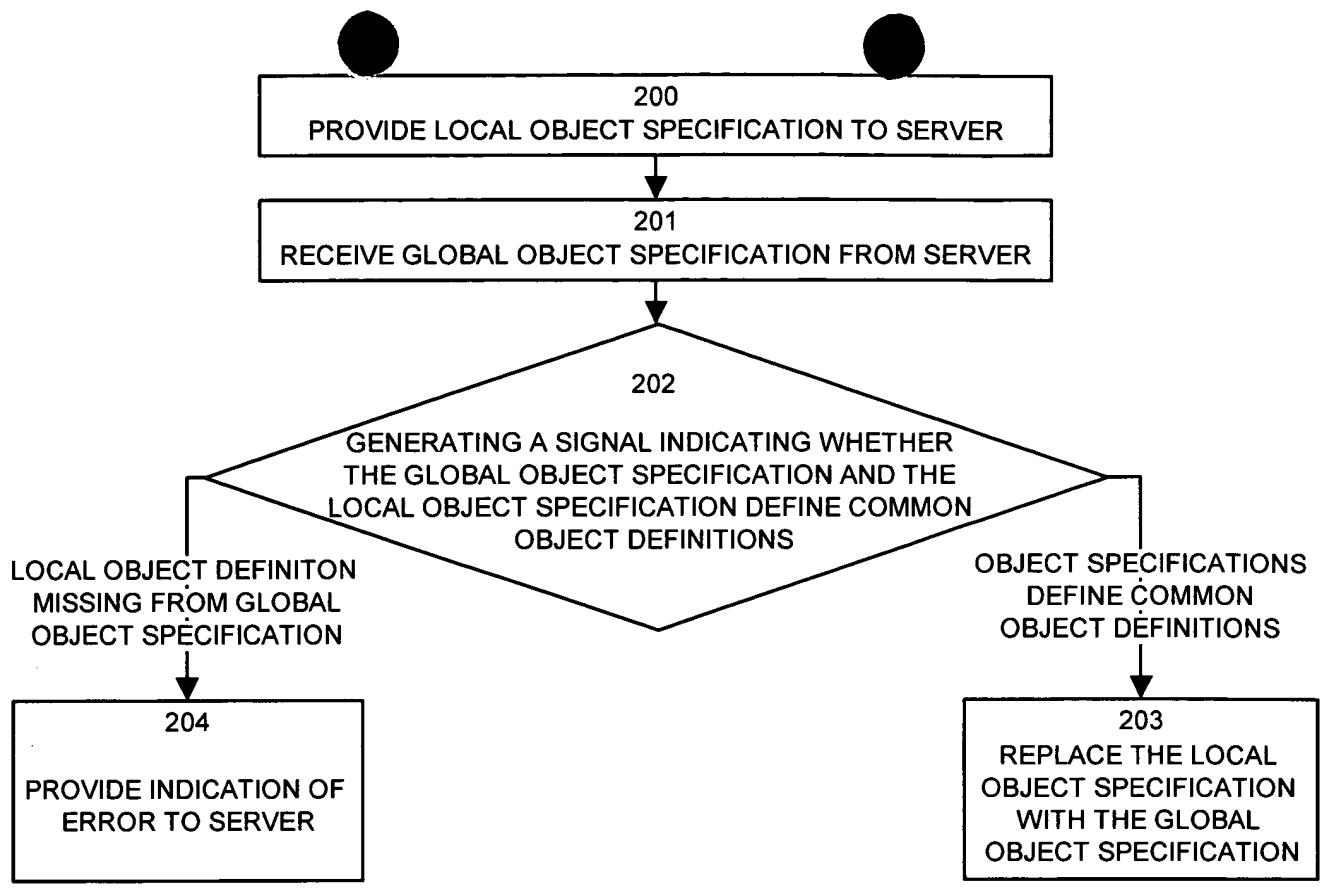 200
PROVIDE LOCAL OBJECT SPECIFICATION TO SERVER
201
RECEIVE GLOBAL OBJECT SPECIFICATION FROM SERVER
202
GENERATING A SIGNAL INDICATING WHETHER
THE GLOBAL OBJECT SPECIFICATION AND THE
LOCAL OBJECT SPECIFICATION DEFINE COMMON
OBJECT DEFINITIONS
LOCAL OBJECT DEFINITON
MISSING FROM GLOBAL
OBJECT SPECIFICATION
OBJECT SPECIFICATIONS
DEFINE COMMON
OBJECT DEFINITIONS
204
PROVIDE INDICATION OF
ERROR TO SERVER
203
REPLACE THE LOCAL
OBJECT SPECIFICATION
WITH THE GLOBAL
OBJECT SPECIFICATION